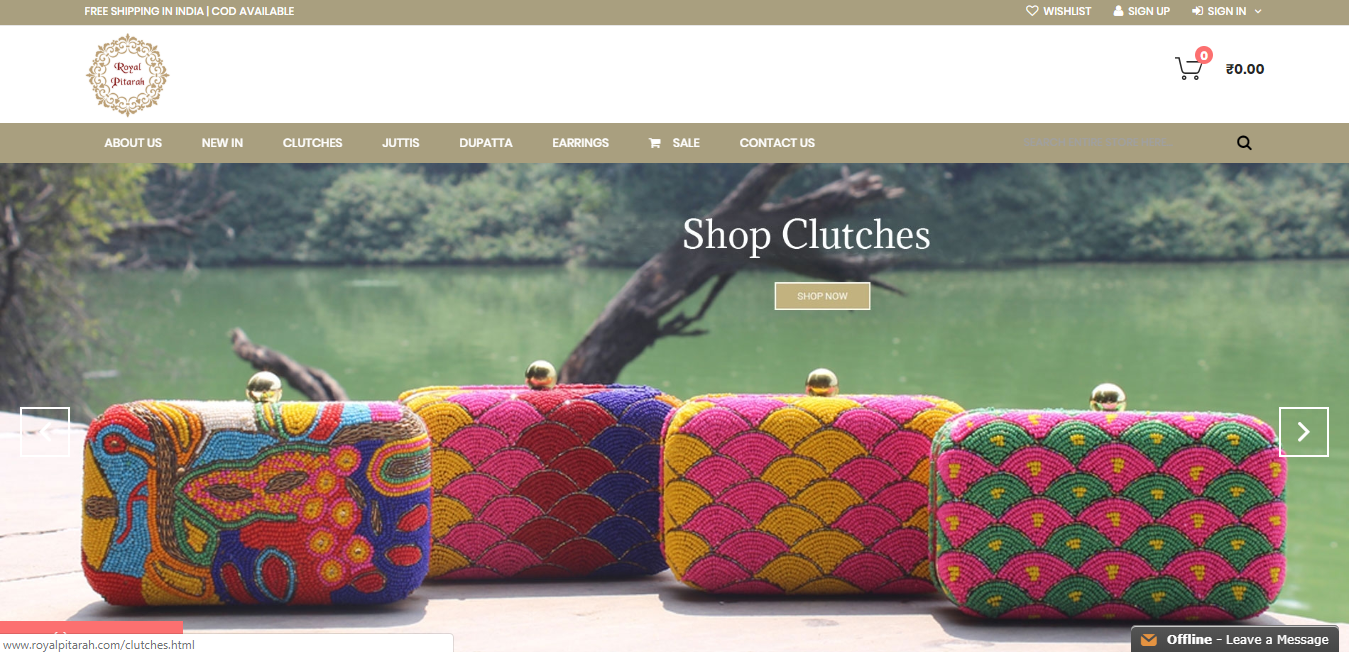 FREE SHIPPING IN INDIA | COD AVAILABLE
WISHLIST SIGN UP SIGN IN
Royal
Pitarah
0
₹0.00
ABOUT US NEW IN CLUTCHES JUTTIS DUPATTA EARRINGS SALE CONTACT US
Shop Clutches
SHOP NOW
www.royalpitarah.com/clutches.html
Offline - Leave a Message